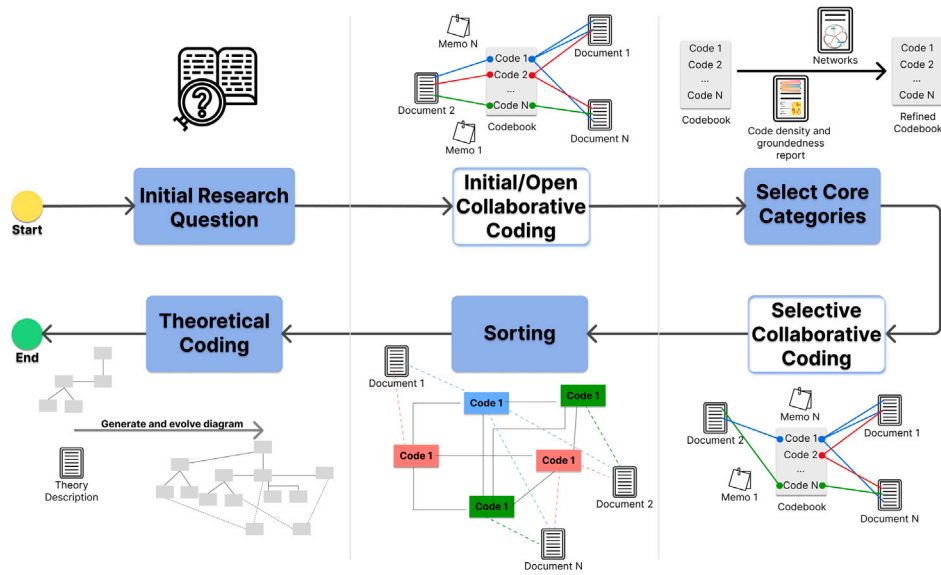 Memo N
Document 1
Code 1
Code 2
...
Code N
Document 2
Codebook
Memo 1
Document N
Code 1
Code 2
...
Code N
Codebook
Networks
Code density and
groundedness
report
Code 1
Code 2
...
Code N
Refined
Codebook
Start
Initial Research
Question
Initial/Open
Collaborative
Coding
Select Core
Categories
End
Theoretical
Coding
Sorting
Selective
Collaborative
Coding
Generate and evolve diagram
Theory
Description
Document 1
Code 1
Code 1
Code 1
Code 1
Code 1
Document 2
Document N
Memo N
Document 1
Document 2
Code 1
Code 2
...
Code N
Memo 1
Codebook
Document N